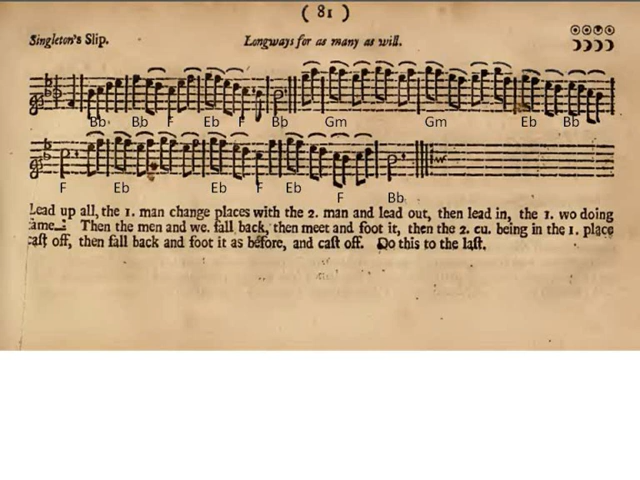 ( 81 )
Singleton's Slip. Longways for as many as will.
Bb Bb F Eb F Bb Gm Gm Eb Bb
F Eb Eb F Eb F Bb
Lead up all, the 1. man change places with the 2. man and lead out, then lead in, the 1. wo doing
ame.: Then the men and we. fall back, then meet and foot it, then the 2. cu. being in the 1. place
caſt off, then fall back and foot it as before, and caſt off. Do this to the laſt.